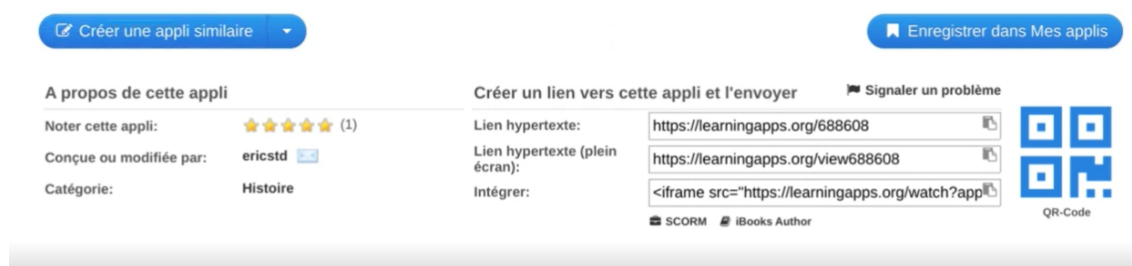 Créer une appli similaire
Enregistrer dans Mes applis
A propos de cette appli
Noter cette appli: (1)
Conçue ou modifiée par: ericstd
Catégorie: Histoire
Créer un lien vers cette appli et l'envoyer
Signaler un problème
Lien hypertexte: https://learningapps.org/688608
Lien hypertexte (plein
écran): https://learningapps.org/view688608
Intégrer: <iframe src="https://learningapps.org/watch?app
SCORM iBooks Author
QR-Code